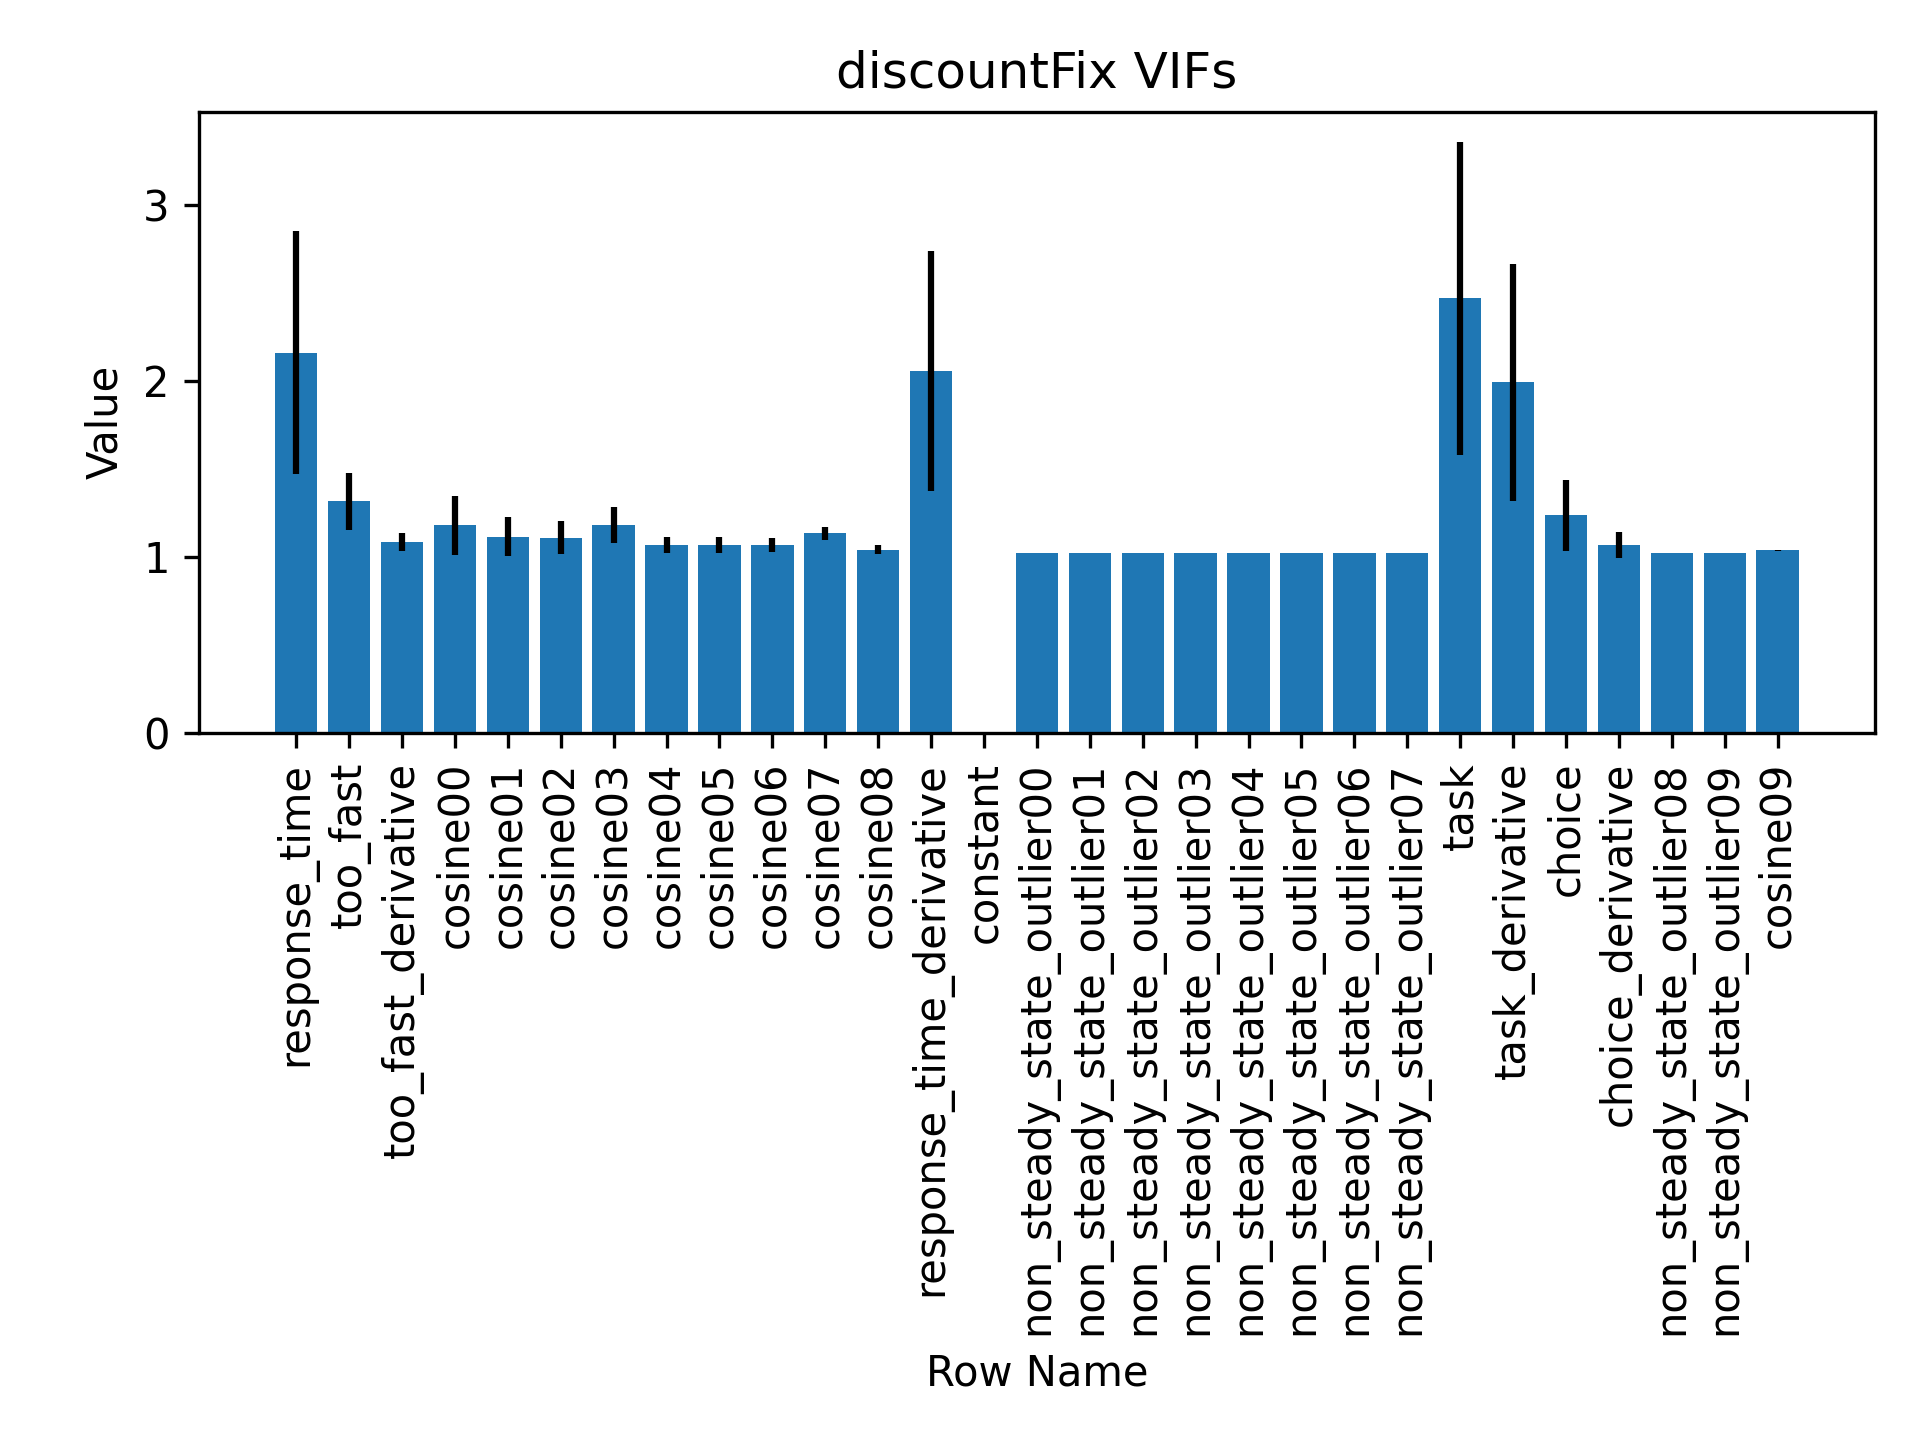 discountFix VIFs
Value
3
2
1
0
response_time
too_fast
too_fast_derivative
cosine00
cosine01
cosine02
cosine03
cosine04
cosine05
cosine06
cosine07
cosine08
response_time_derivative
constant
non_steady_state_outlier00
non_steady_state_outlier01
non_steady_state_outlier02
non_steady_state_outlier03
non_steady_state_outlier04
non_steady_state_outlier05
non_steady_state_outlier06
non_steady_state_outlier07
task
task_derivative
choice
choice_derivative
non_steady_state_outlier08
non_steady_state_outlier09
cosine09
Row Name